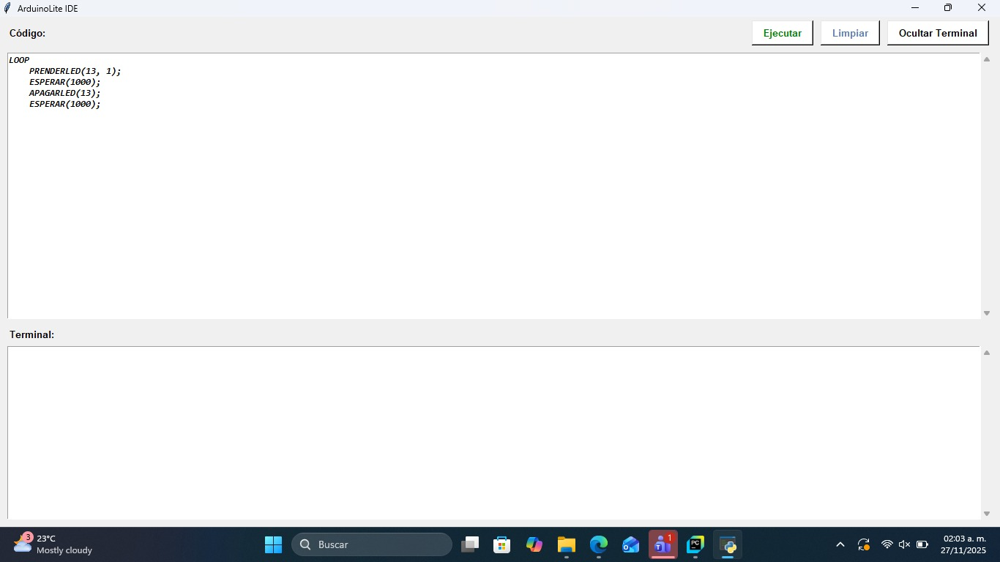 ArduinoLite IDE
Código:
Ejecutar
Limpiar
Ocultar Terminal
LOOP
PRENDERLED(13, 1);
ESPERAR(1000);
APAGARLED(13);
ESPERAR(1000);
Terminal:
3
23°C
Mostly cloudy
Buscar
1
PC
02:03 a. m.
27/11/2025